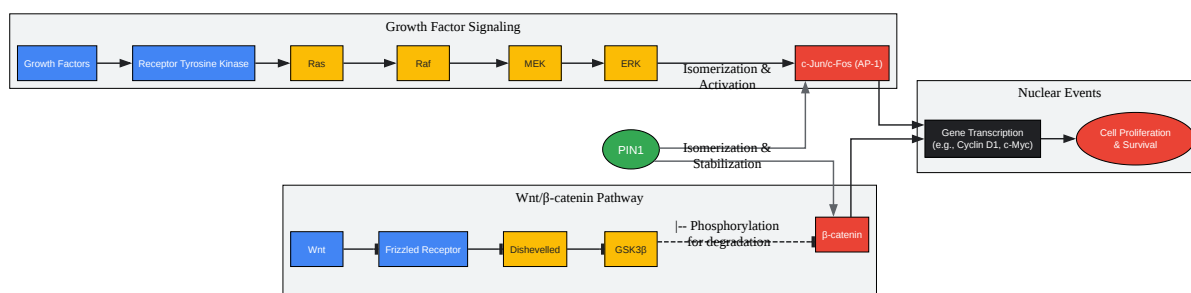 Growth Factor Signaling
Growth Factors
Receptor Tyrosine Kinase
Ras
Raf
MEK
ERK
Isomerization &
Activation
c-Jun/c-Fos (AP-1)
Nuclear Events
Gene Transcription
(e.g., Cyclin D1, c-Myc)
Cell Proliferation
& Survival
PIN1
Isomerization &
Stabilization
Wnt/β-catenin Pathway
Wnt
Frizzled Receptor
Dishevelled
GSK3β
|-- Phosphorylation
for degradation
β-catenin